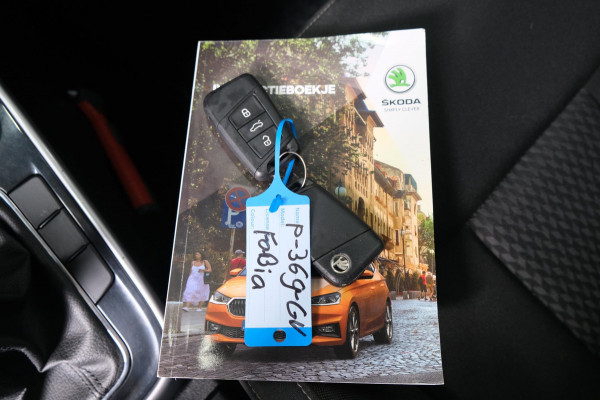 TIEBOEKJE
ŠKODA
SIMPLY CLEVER
P-369-GV
Fabia